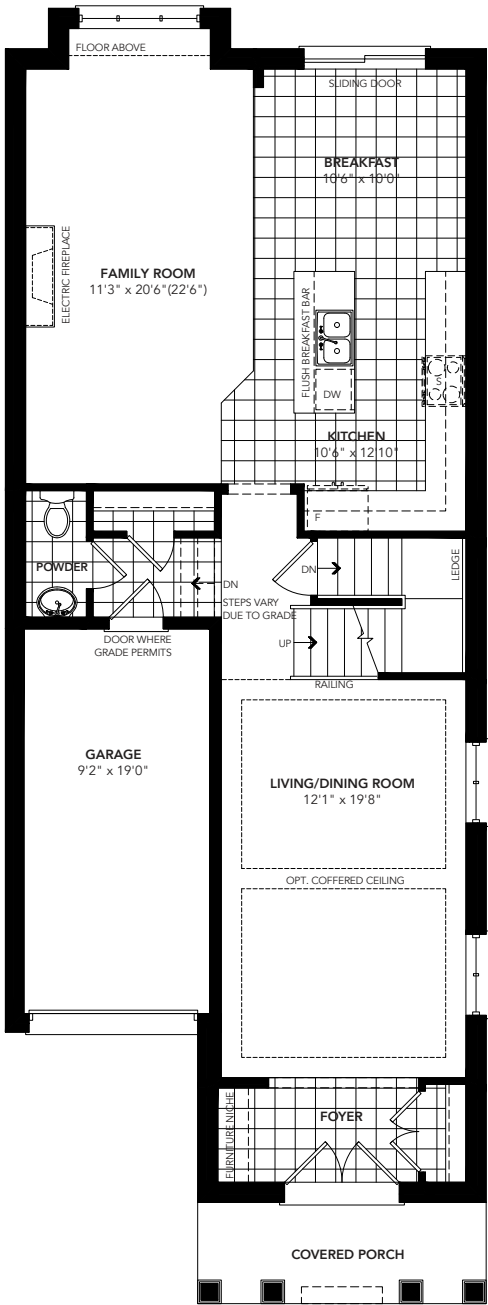 FLOOR ABOVE
SLIDING DOOR
BREAKFAST
10'6" x 10'0"
ELECTRIC FIREPLACE
FAMILY ROOM
11'3" x 20'6"(22'6")
FLUSH BREAKFAST BAR
DW
S
KITCHEN
10'6" x 12'10"
F
POWDER
DN
STEPS VARY
DUE TO GRADE
DN
LEDGE
DOOR WHERE
GRADE PERMITS
UP
RAILING
GARAGE
9'2" x 19'0"
LIVING/DINING ROOM
12'1" x 19'8"
OPT. COFFERED CEILING
FURNITURE NICHE
FOYER
COVERED PORCH